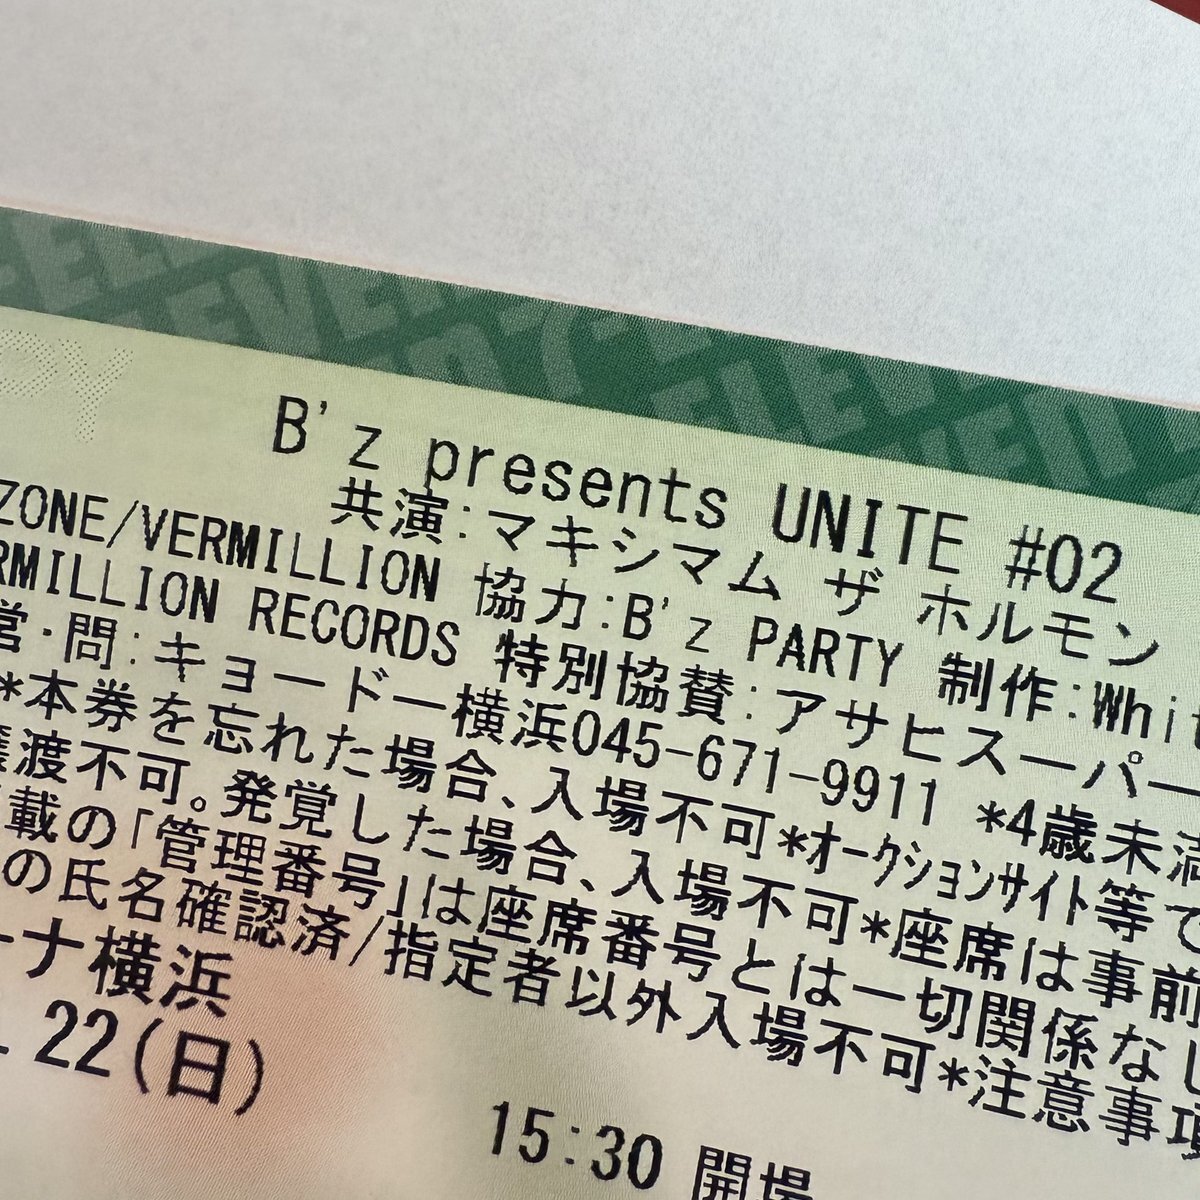 B'z presents UNITE #02
共演:マキシマム ザ ホルモン
ZONE/VERMILLION 協力:B'z PARTY 制作:Whit
RMILLION RECORDS 特別協賛:アサヒスーパー
営・問:キョードー横浜045-671-9911 *4歳未満
*本券を忘れた場合、入場不可*オークションサイト等で
譲渡不可。発覚した場合、入場不可*座席は事前
載の「管理番号」は座席番号とは一切関係なし
の氏名確認済/指定者以外入場不可*注意事項
ーナ横浜
22(日)
15:30 開場